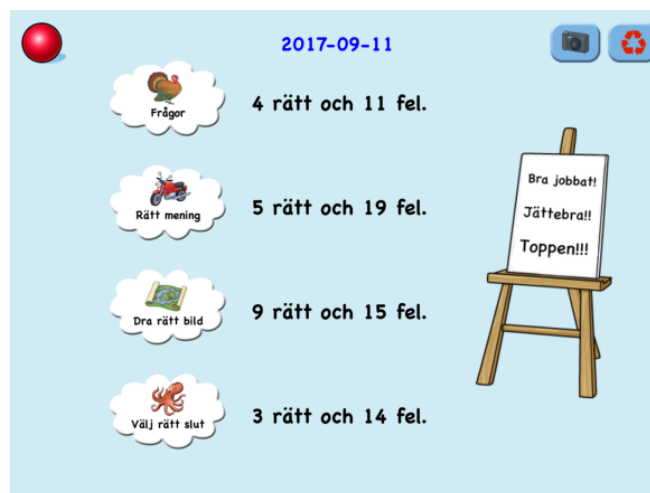 2017-09-11
Frågor
4 rätt och 11 fel.
Rätt mening
5 rätt och 19 fel.
Dra rätt bild
9 rätt och 15 fel.
Välj rätt slut
3 rätt och 14 fel.
Bra jobbat!
Jättebra!!
Toppen!!!